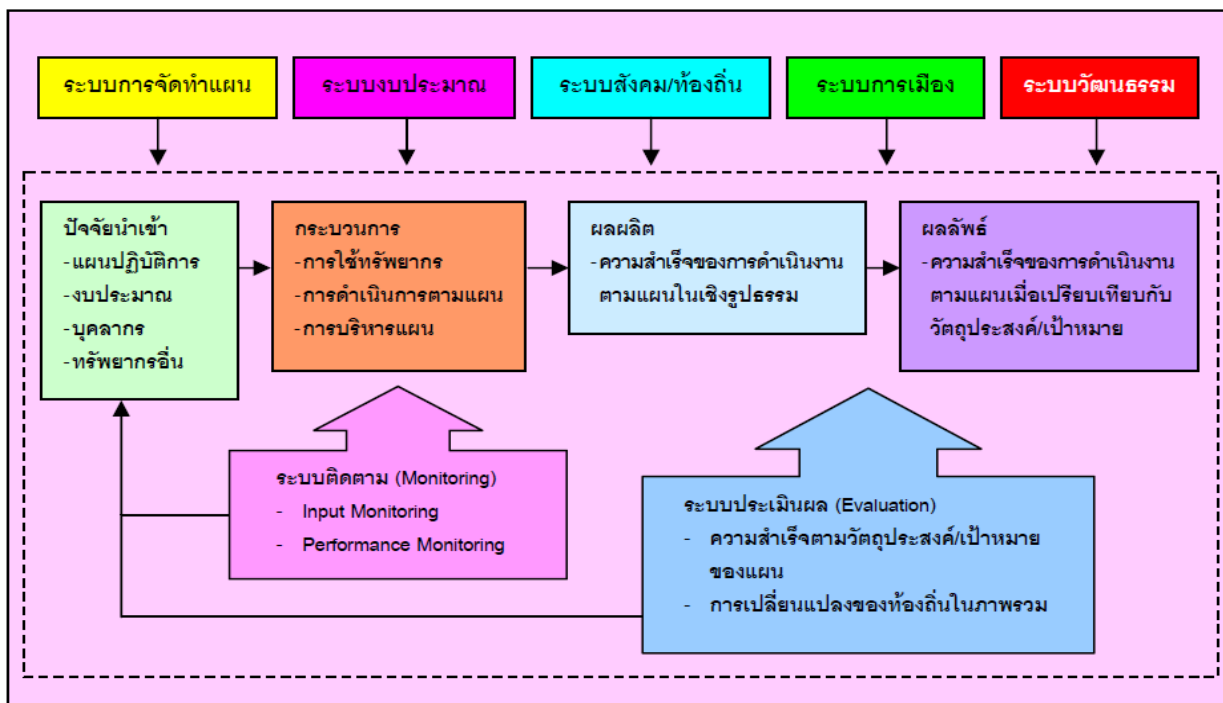 ระบบการจัดทำแผน
ระบบงบประมาณ
ระบบสังคม/ท้องถิ่น
ระบบการเมือง
ระบบวัฒนธรรม
ปัจจัยนำเข้า
-แผนปฏิบัติการ
-งบประมาณ
-บุคลากร
-ทรัพยากรอื่น
กระบวนการ
-การใช้ทรัพยากร
-การดำเนินการตามแผน
-การบริหารแผน
ผลผลิต
-ความสำเร็จของการดำเนินงาน
ตามแผนในเชิงรูปธรรม
ผลลัพธ์
-ความสำเร็จของการดำเนินงาน
ตามแผนเมื่อเปรียบเทียบกับ
วัตถุประสงค์/เป้าหมาย
ระบบติดตาม (Monitoring)
- Input Monitoring
- Performance Monitoring
ระบบประเมินผล (Evaluation)
- ความสำเร็จตามวัตถุประสงค์/เป้าหมาย
ของแผน
- การเปลี่ยนแปลงของท้องถิ่นในภาพรวม